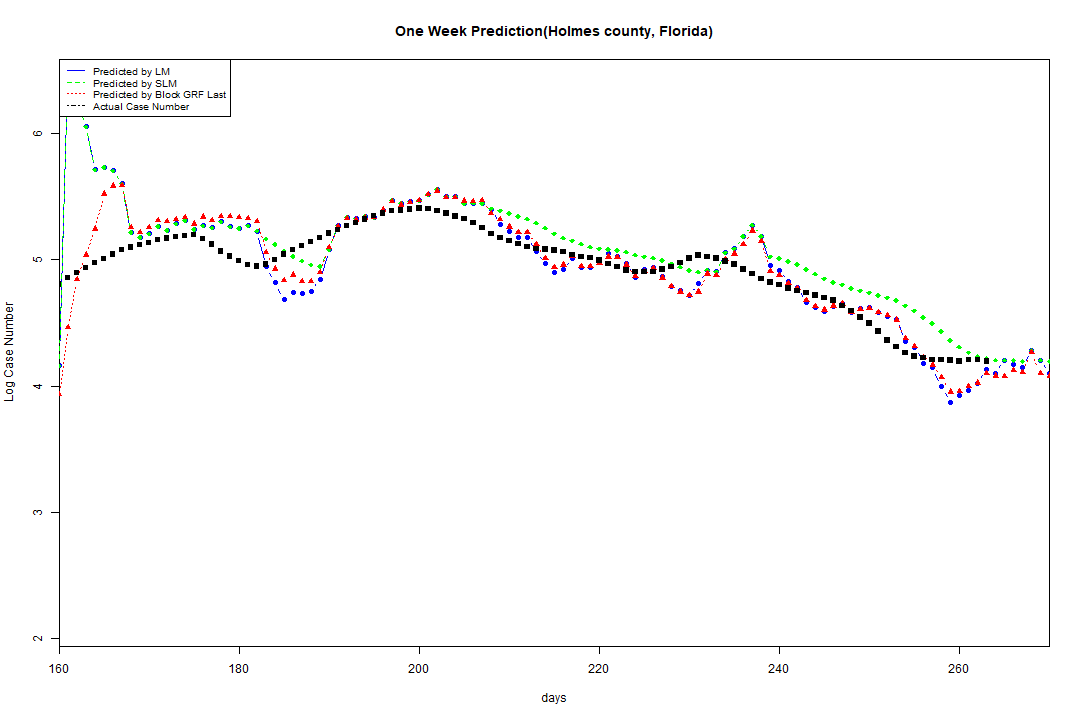 One Week Prediction(Holmes county, Florida)
Predicted by LM
Predicted by SLM
Predicted by Block GRF Last
Actual Case Number
6
5
4
3
2
Log Case Number
160 180 200 220 240 260
days